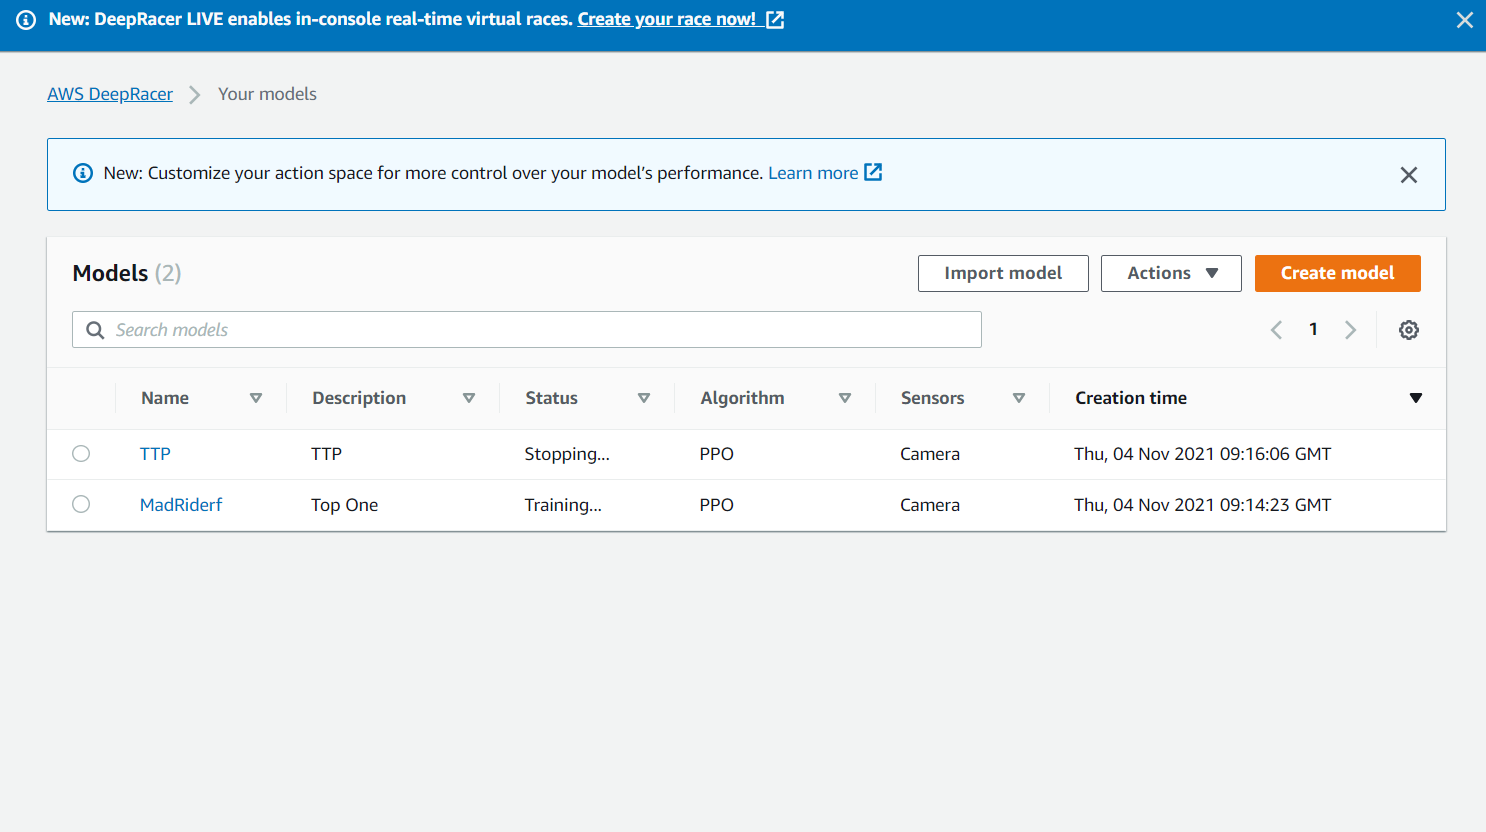 New: DeepRacer LIVE enables in-console real-time virtual races. Create your race now!
AWS DeepRacer Your models
New: Customize your action space for more control over your model’s performance. Learn more
Models (2) Import model Actions Create model
Search models 1
Name Description Status Algorithm Sensors Creation time
TTP TTP Stopping... PPO Camera Thu, 04 Nov 2021 09:16:06 GMT
MadRiderf Top One Training... PPO Camera Thu, 04 Nov 2021 09:14:23 GMT